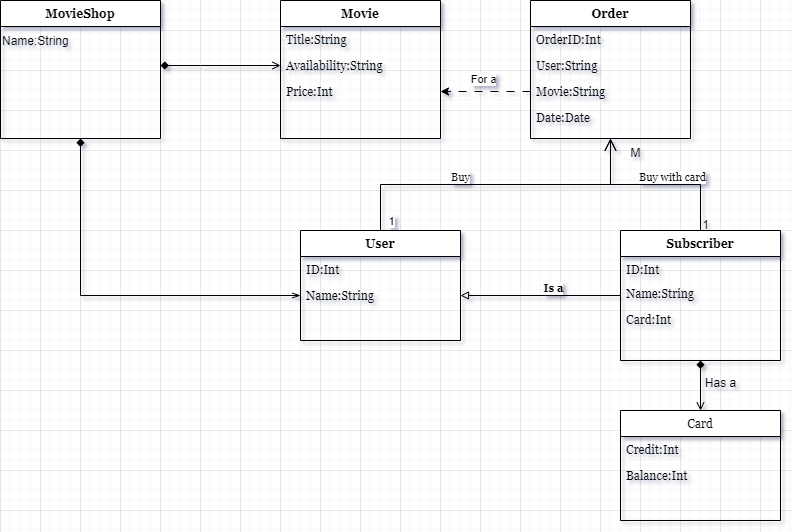 MovieShop
Name:String
Movie
Title:String
Availability:String
Price:Int
Order
OrderID:Int
User:String
Movie:String
Date:Date
For a
M
Buy
Buy with card
1
1
User
ID:Int
Name:String
Is a
Subscriber
ID:Int
Name:String
Card:Int
Has a
Card
Credit:Int
Balance:Int